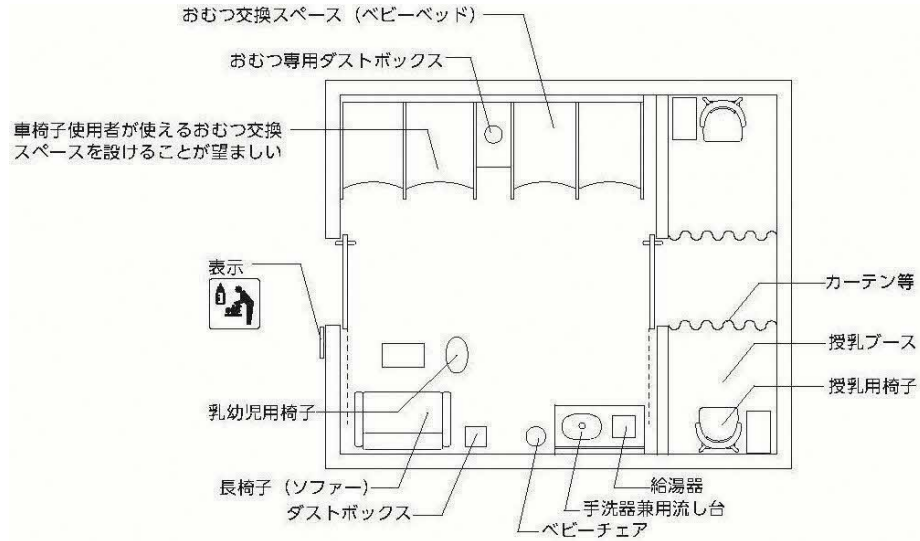 おむつ交換スペース（ベビーベッド）
おむつ専用ダストボックス
車椅子使用者が使えるおむつ交換
スペースを設けることが望ましい
表示
カーテン等
授乳ブース
授乳用椅子
乳幼児用椅子
長椅子（ソファー）
給湯器
手洗器兼用流し台
ダストボックス
ベビーチェア